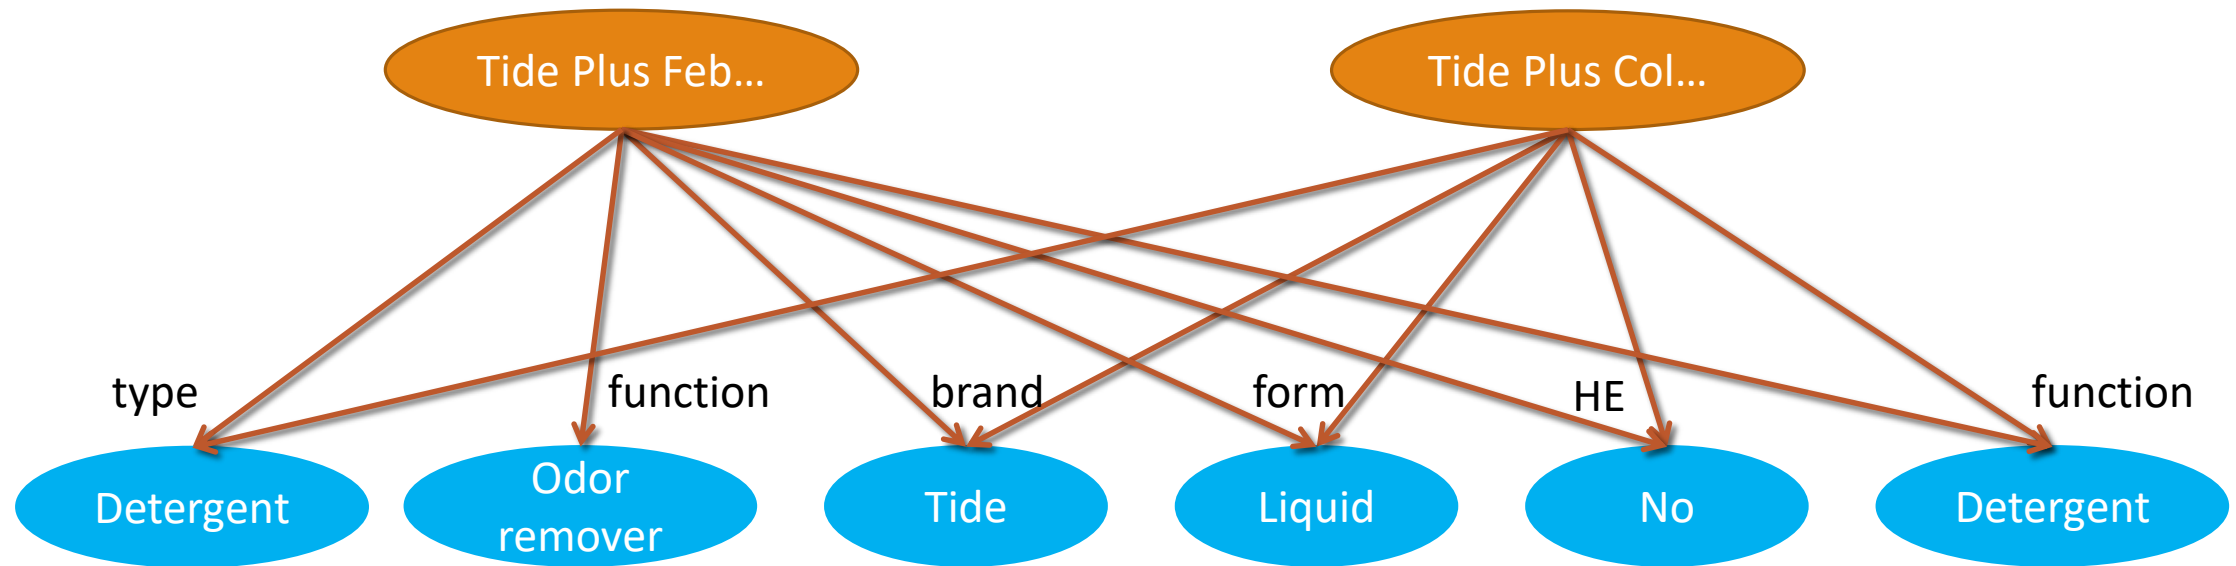 Tide Plus Feb...
Tide Plus Col...
type
function
brand
form
HE
function
Detergent
Odor
remover
Tide
Liquid
No
Detergent